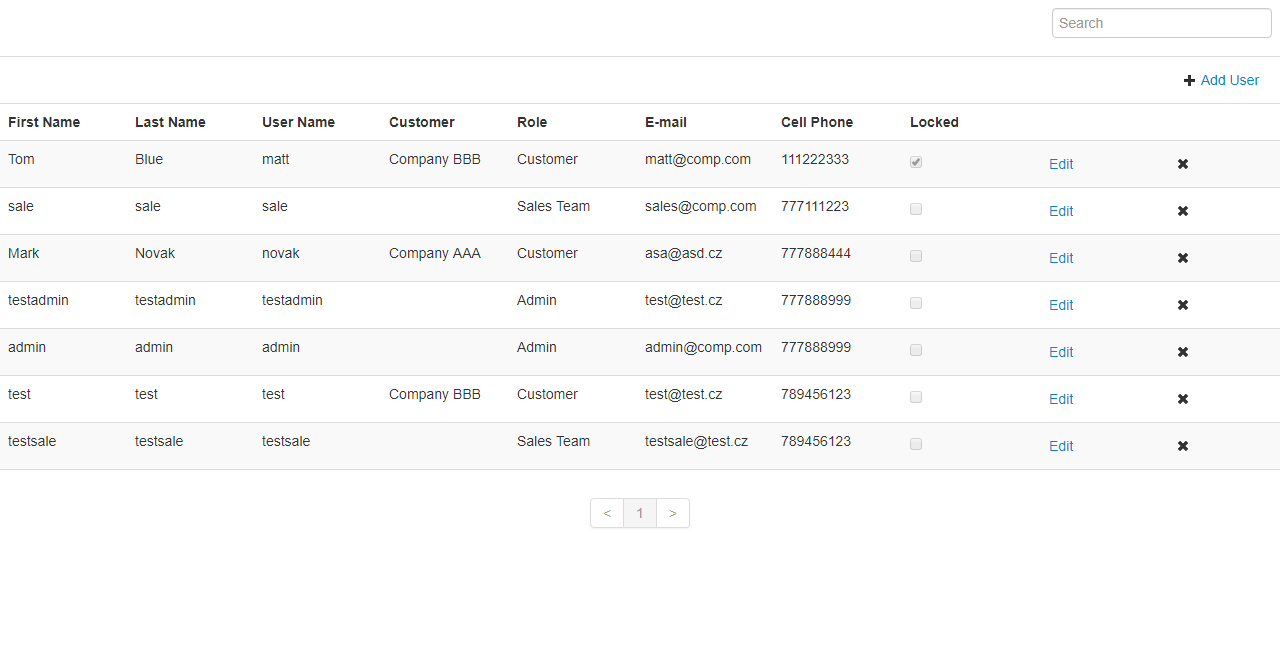 Search
Add User
First Name Last Name User Name Customer Role E-mail Cell Phone Locked
Tom Blue matt Company BBB Customer matt@comp.com 111222333 Edit
sale sale sale Sales Team sales@comp.com 777111223 Edit
Mark Novak novak Company AAA Customer asa@asd.cz 777888444 Edit
testadmin testadmin testadmin Admin test@test.cz 777888999 Edit
admin admin admin Admin admin@comp.com 777888999 Edit
test test test Company BBB Customer test@test.cz 789456123 Edit
testsale testsale testsale Sales Team testsale@test.cz 789456123 Edit
< 1 >